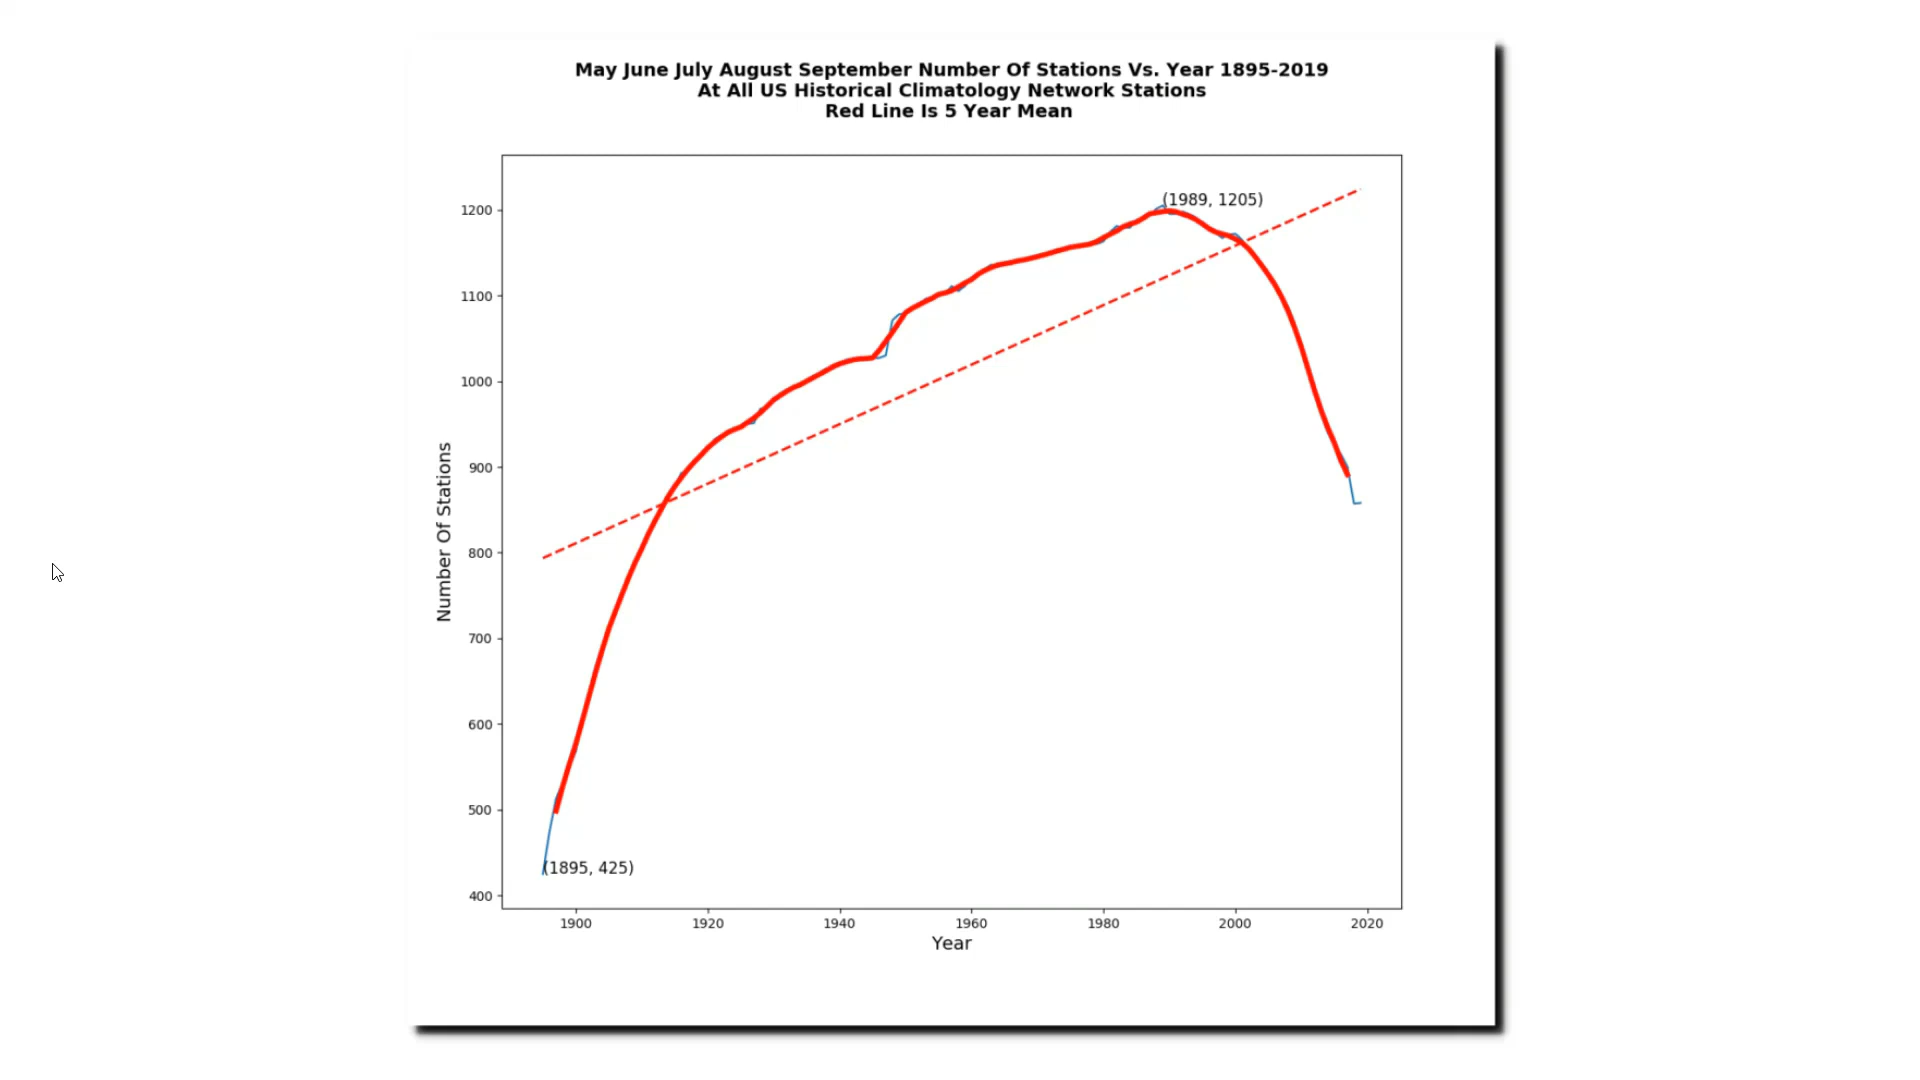 May June July August September Number Of Stations Vs. Year 1895-2019
At All US Historical Climatology Network Stations
Red Line Is 5 Year Mean
(1989, 1205)
1200
1100
1000
900
800
700
600
500
400
Number Of Stations
(1895, 425)
1900 1920 1940 1960 1980 2000 2020
Year